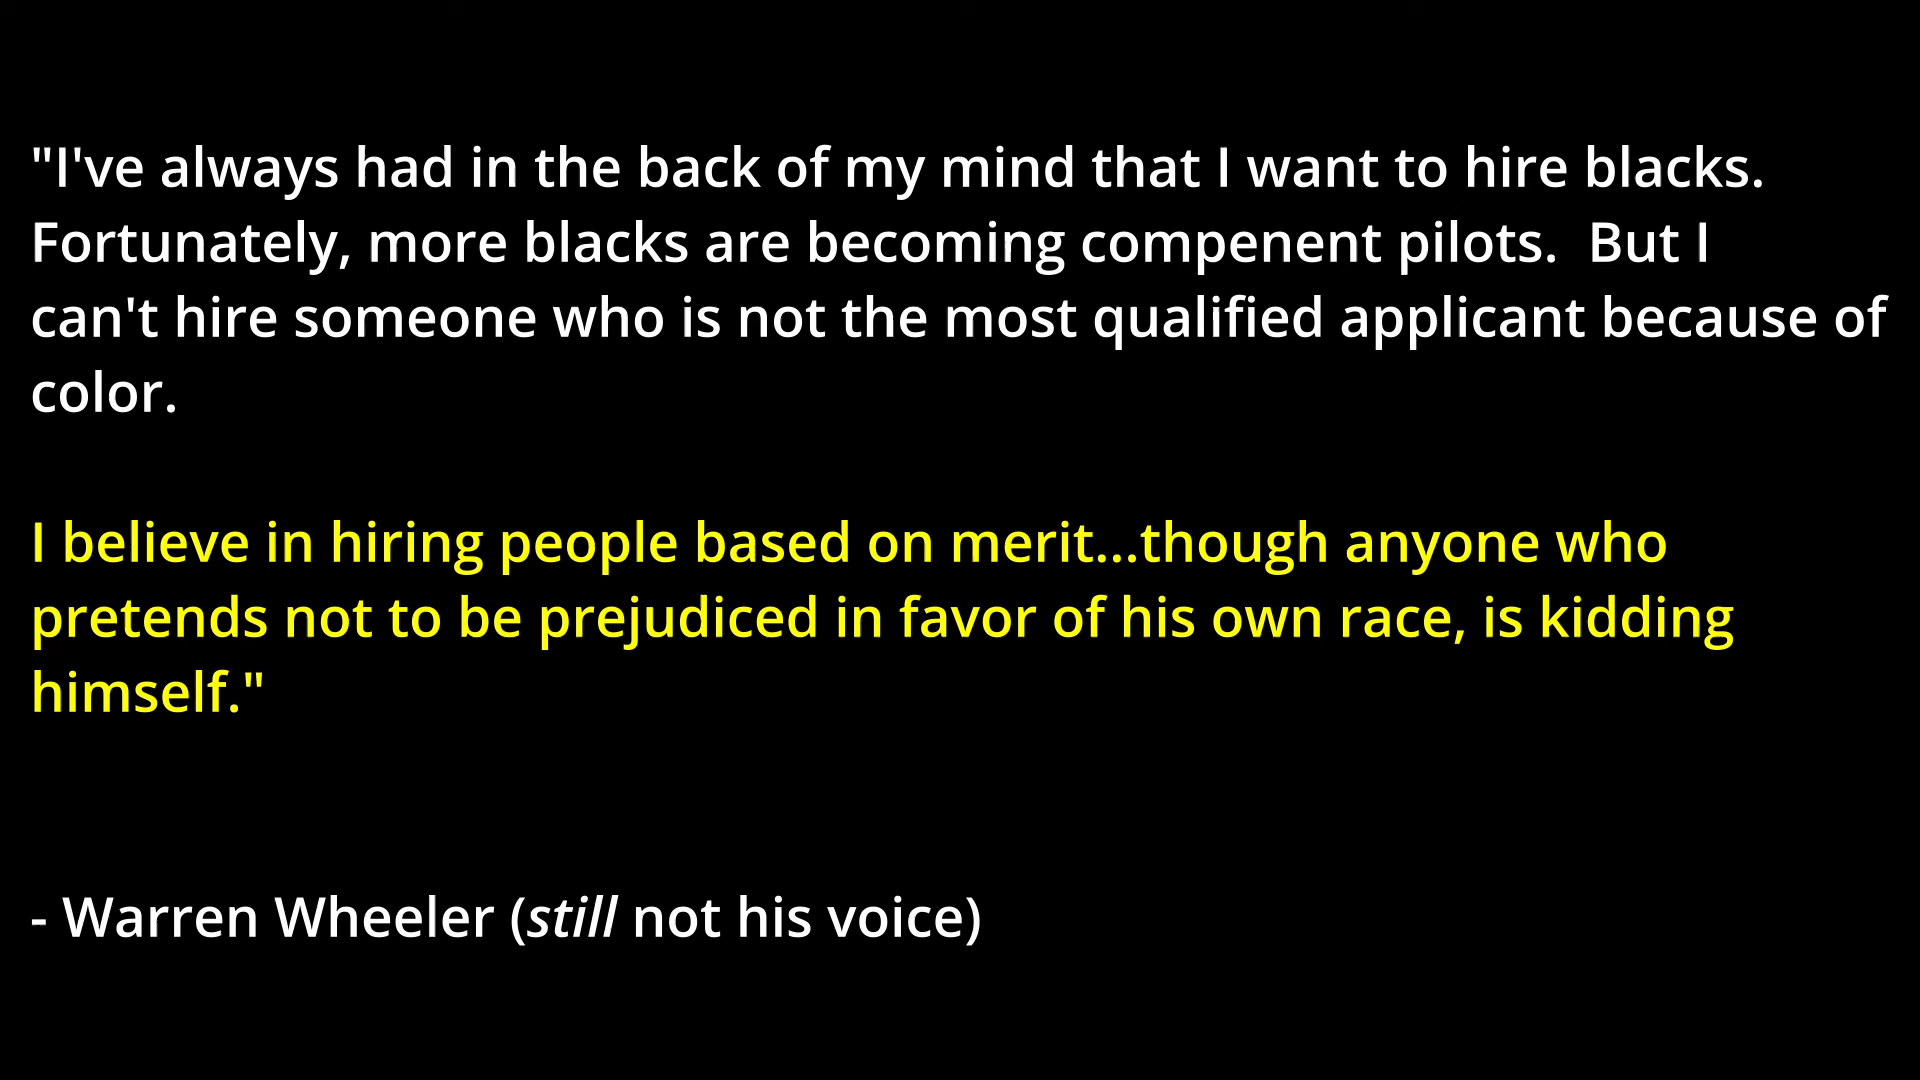 "I've always had in the back of my mind that I want to hire blacks.
Fortunately, more blacks are becoming compenent pilots.  But I
can't hire someone who is not the most qualified applicant because of
color.
I believe in hiring people based on merit...though anyone who
pretends not to be prejudiced in favor of his own race, is kidding
himself."
- Warren Wheeler (still not his voice)